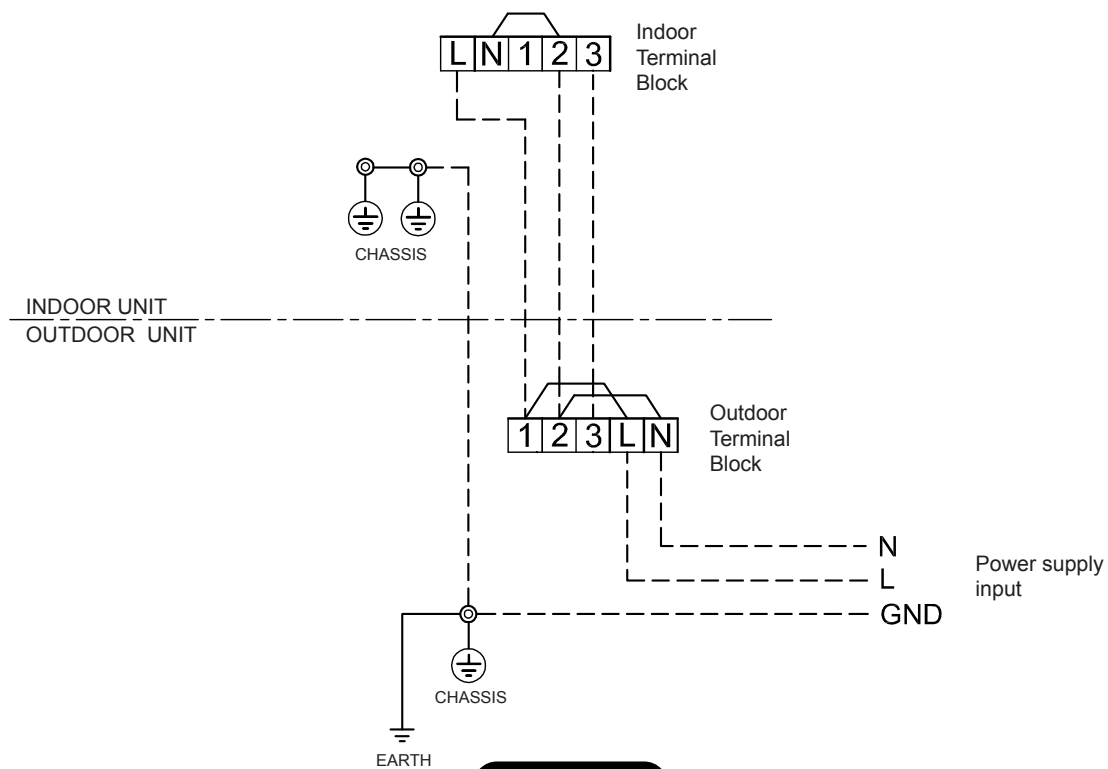 Indoor
Terminal
Block
L N 1 2 3
CHASSIS
INDOOR UNIT
OUTDOOR UNIT
Outdoor
Terminal
Block
1 2 3 L N
N
L
GND
Power supply
input
CHASSIS
EARTH